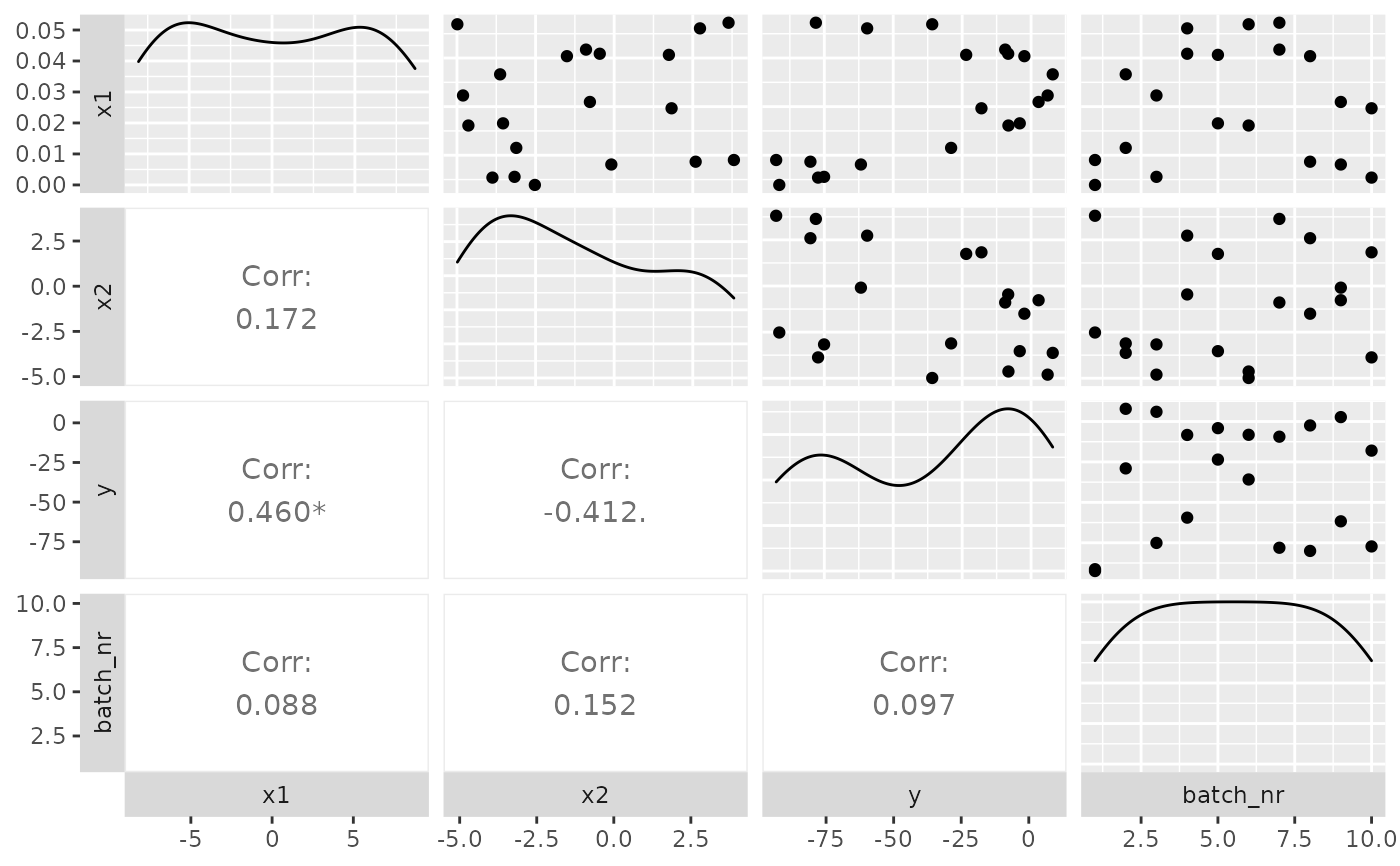 0.05
0.04
0.03
0.02
0.01
0.00
x1
2.5
0.0
-2.5
-5.0
x2
Corr:
0.172
0
-25
-50
-75
y
Corr:
0.460*
Corr:
-0.412.
10.0
7.5
5.0
2.5
batch_nr
Corr:
0.088
Corr:
0.152
Corr:
0.097
x1 x2 y batch_nr
-5 0 5 -5.0 -2.5 0.0 2.5 -75 -50 -25 0 2.5 5.0 7.5 10.0